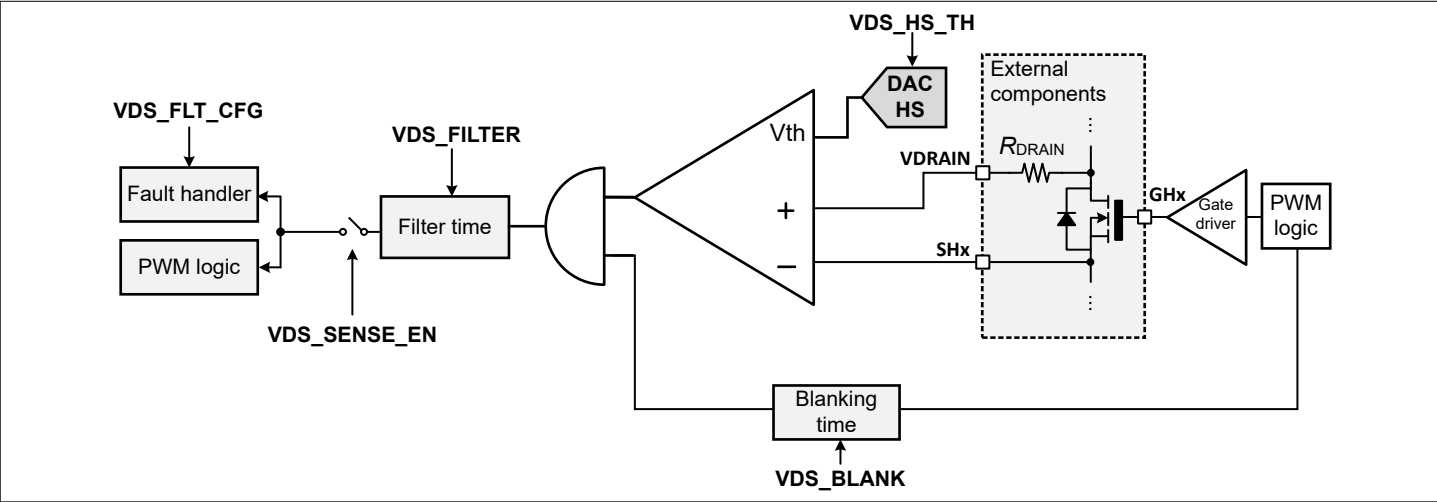 VDS_HS_TH
DAC
HS
External
components
VDS_FLT_CFG
VDS_FILTER
Vth
VDRAIN
RDRAIN
Fault handler
Filter time
PWM logic
+
−
SHx
GHx
Gate
driver
PWM
logic
VDS_SENSE_EN
Blanking
time
VDS_BLANK